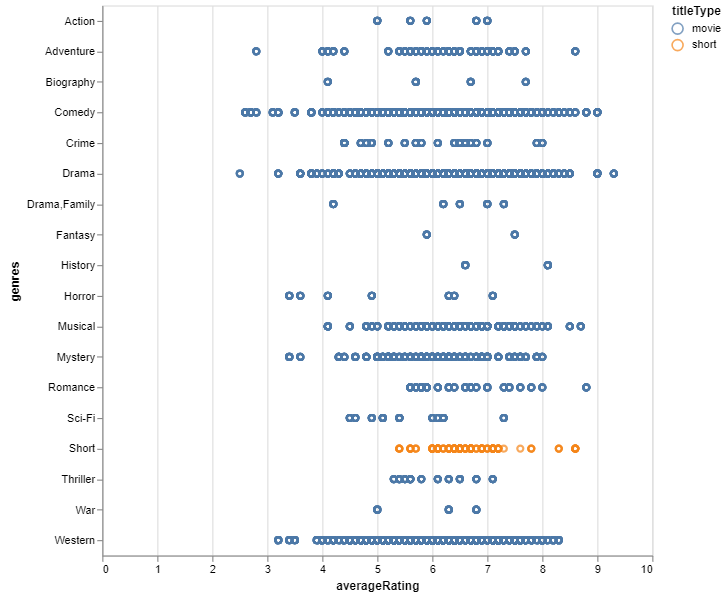 titleType
movie
short
genres
Action
Adventure
Biography
Comedy
Crime
Drama
Drama,Family
Fantasy
History
Horror
Musical
Mystery
Romance
Sci-Fi
Short
Thriller
War
Western
0 1 2 3 4 5 6 7 8 9 10
averageRating